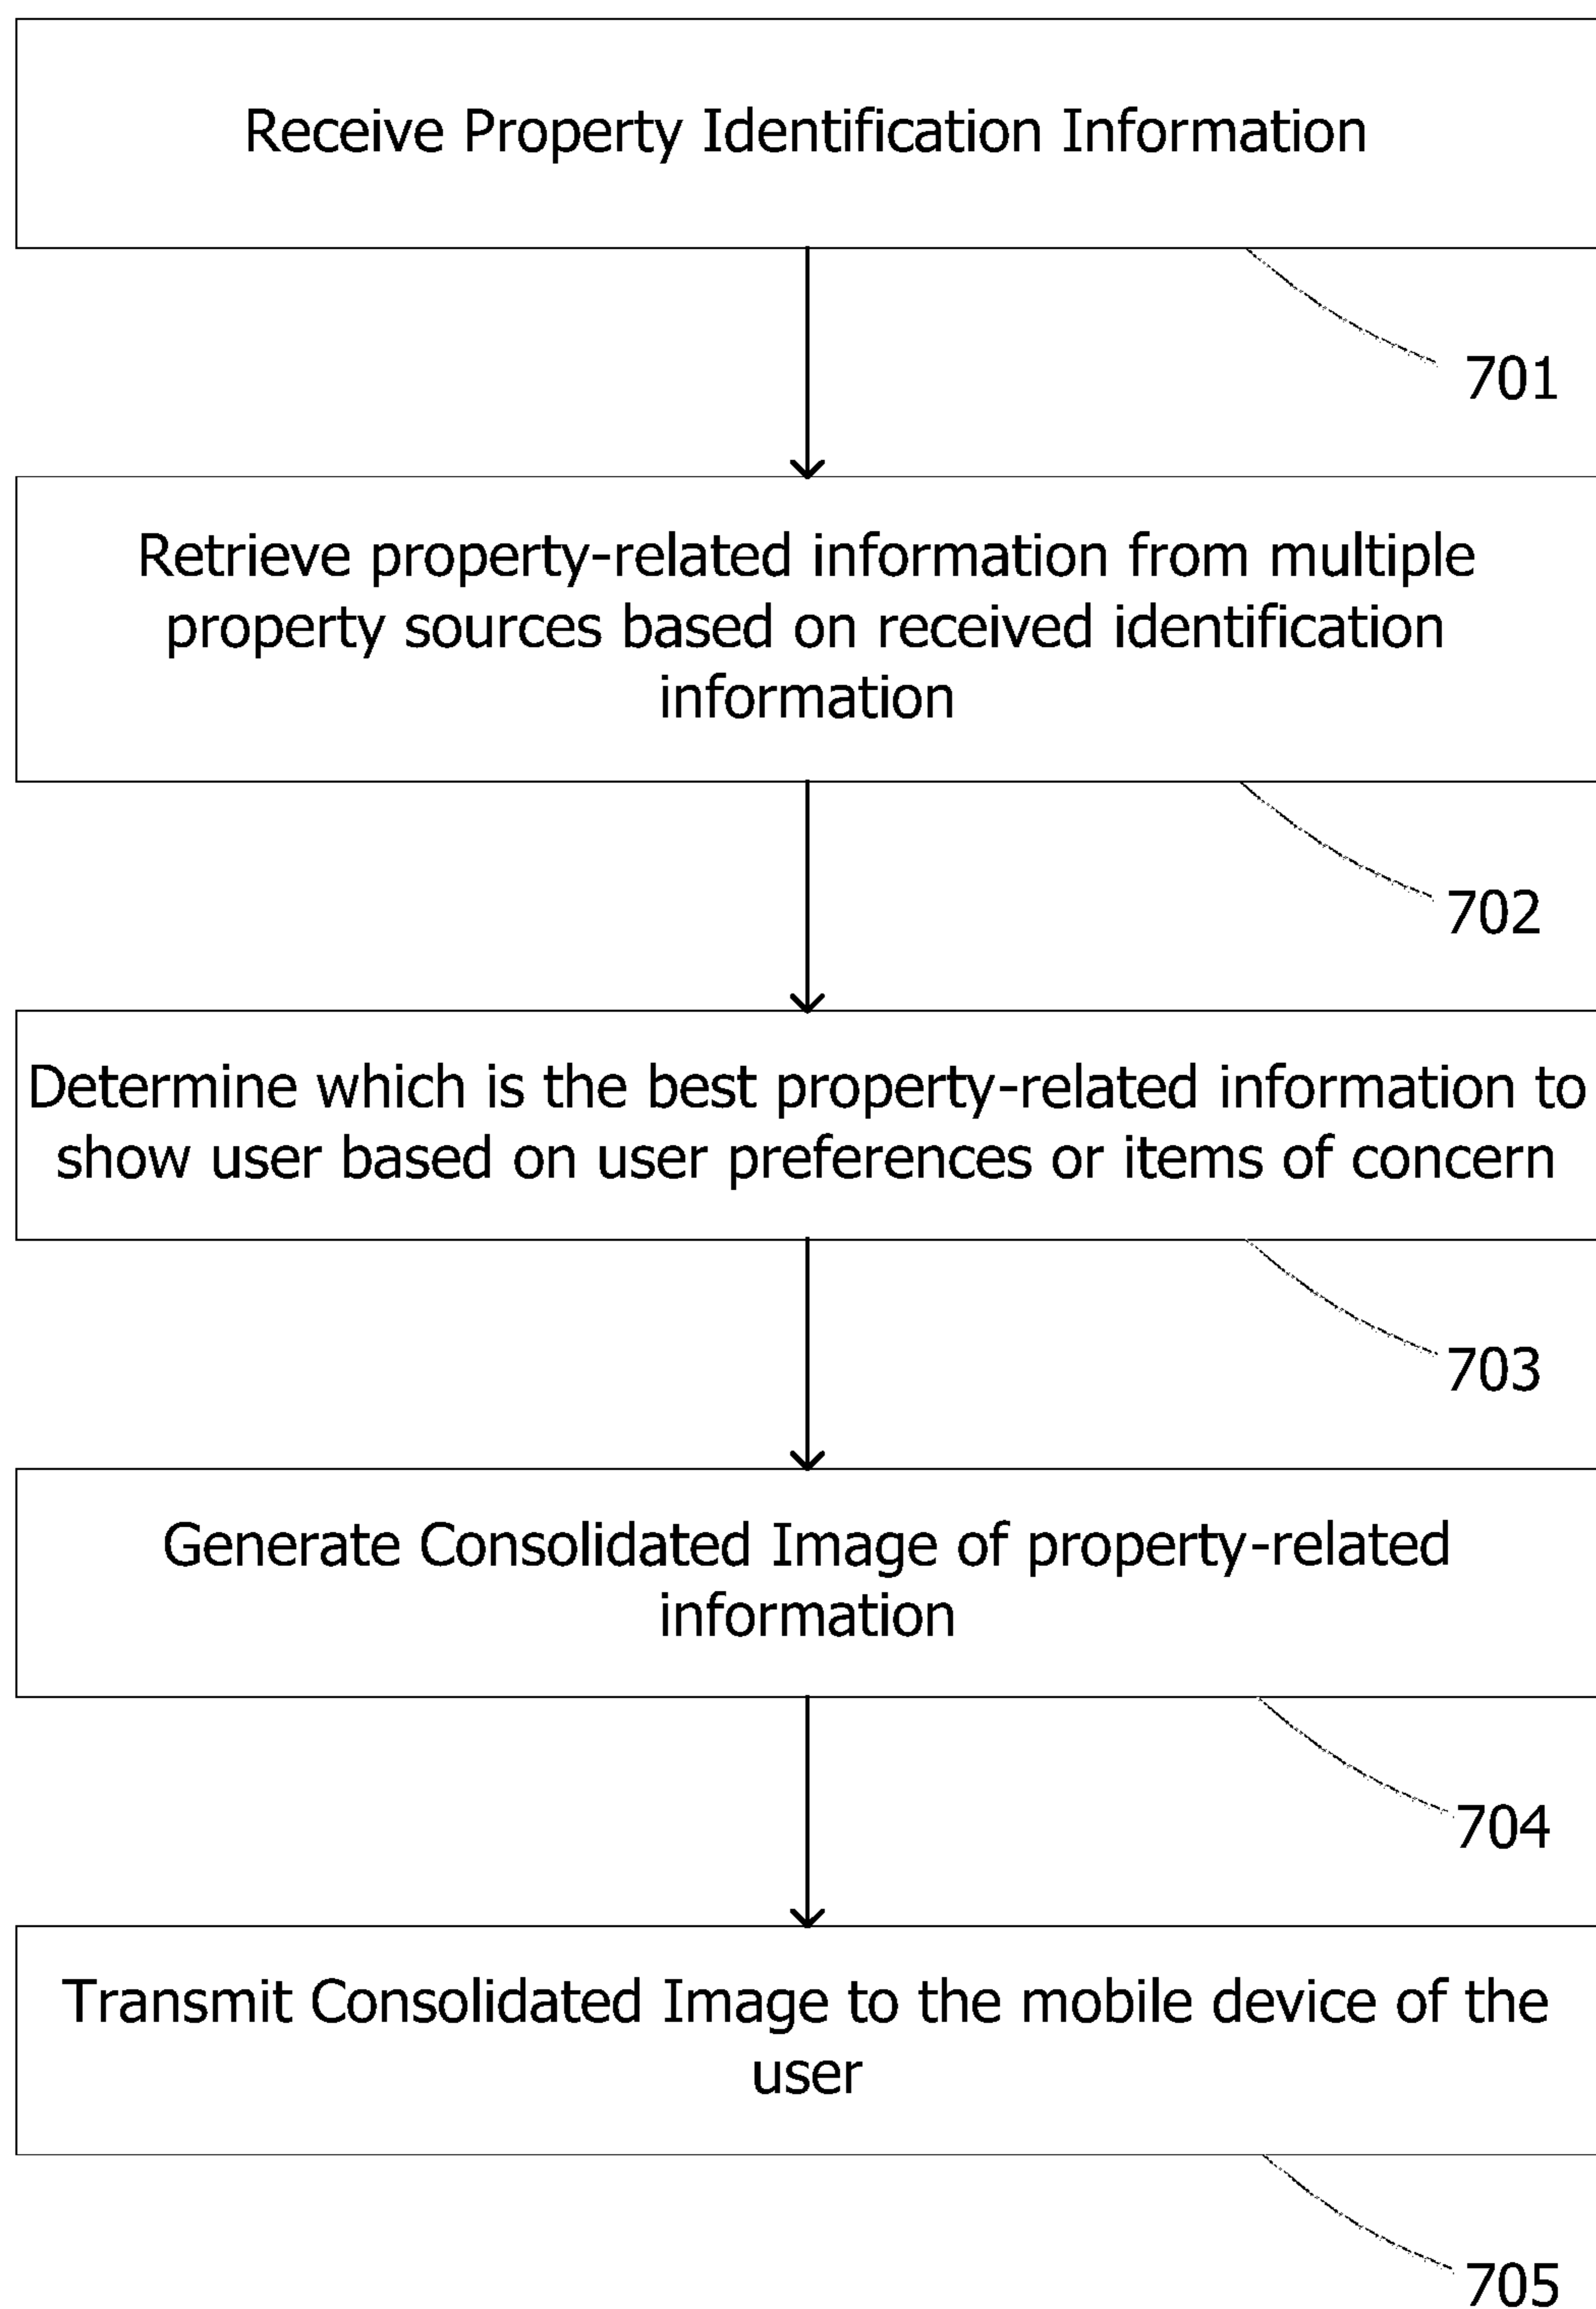 Receive Property Identification Information
701
Retrieve property-related information from multiple
property sources based on received identification
information
702
Determine which is the best property-related information to
show user based on user preferences or items of concern
703
Generate Consolidated Image of property-related
information
704
Transmit Consolidated Image to the mobile device of the
user
705